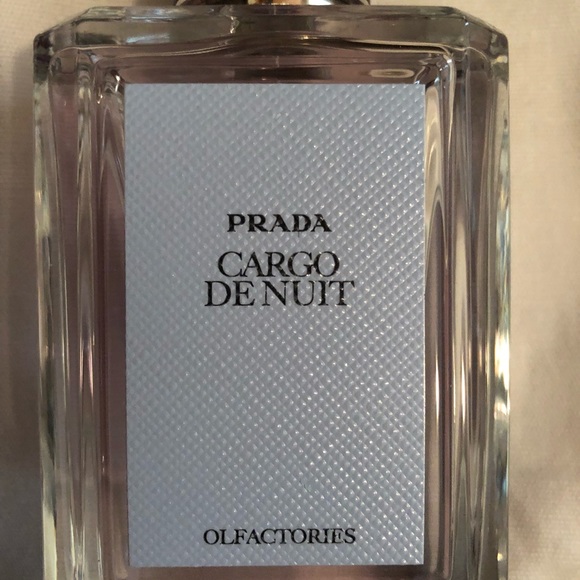 PRADA
CARGO
DE NUIT
OLFACTORIES